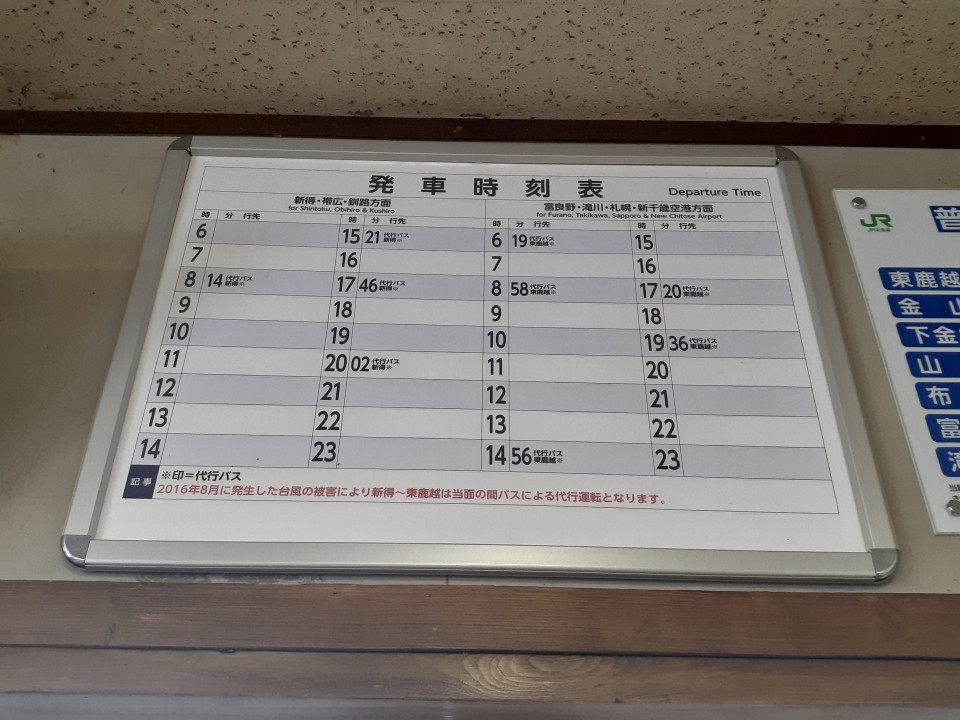 発車時刻表 Departure Time
新得・帯広・釧路方面
for Shintoku, Obihiro & Kushiro
時 分 行先 時 分 行先
6 15 21 代行バス 新得※
7 16
8 14 代行バス 新得※ 17 46 代行バス 新得※
9 18
10 19
11 20 02 代行バス 新得※
12 21
13 22
14 23
富良野・滝川・札幌・新千歳空港方面
for Furano, Takikawa, Sapporo & New Chitose Airport
時 分 行先 時 分 行先
6 19 代行バス 東鹿越※ 15
7 16
8 58 代行バス 東鹿越※ 17 20 代行バス 東鹿越※
9 18
10 19 36 代行バス 東鹿越※
11 20
12 21
13 22
14 56 代行バス 東鹿越※ 23
記事 ※印=代行バス
2016年8月に発生した台風の被害により新得~東鹿越は当面の間バスによる代行運転となります。
JR
普
東鹿越
金山
下金
山
布
富